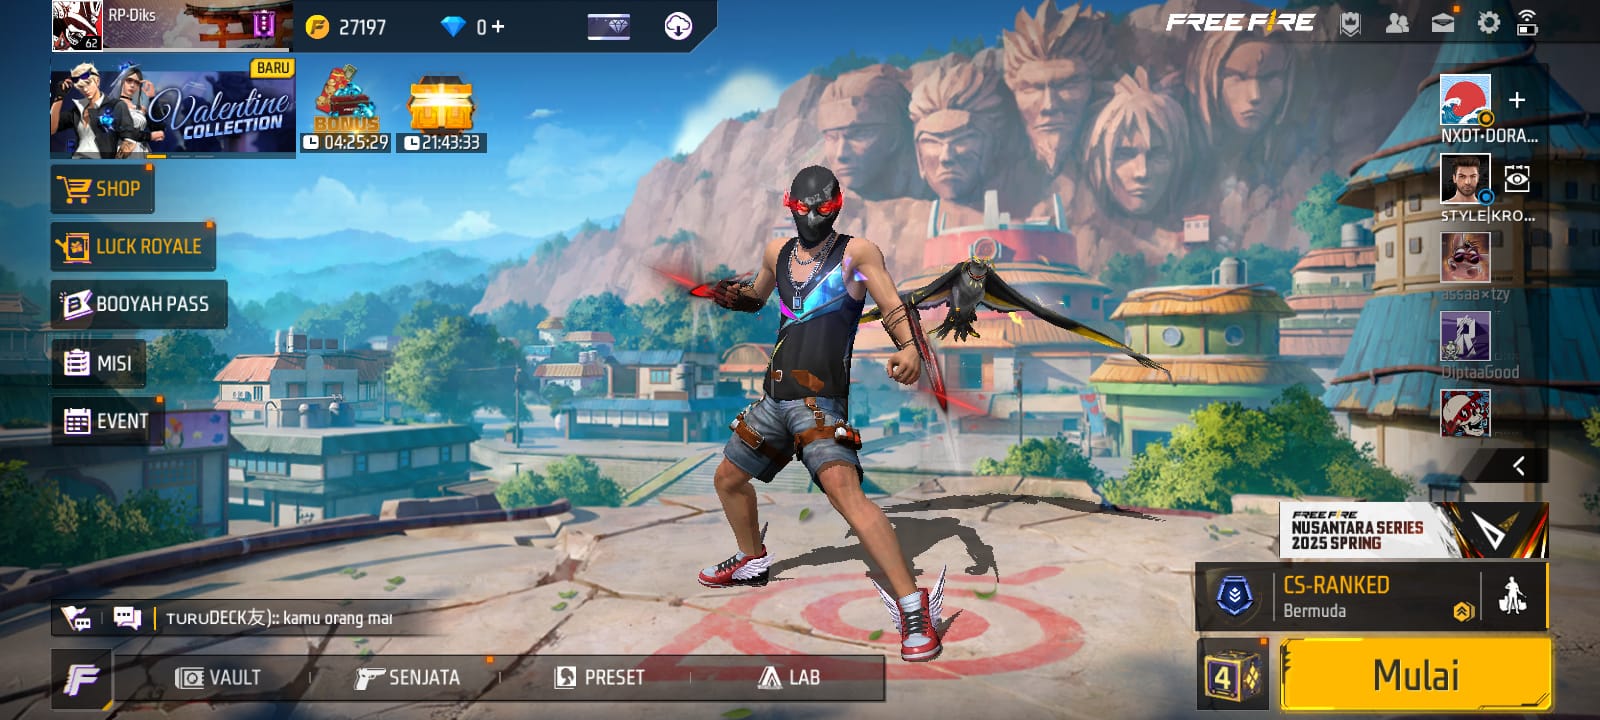 RP-Diks
62
27197
0+
FREE FIRE
BARU
Valentine
COLLECTION
BONUS
04:25:29
21:43:33
NXDT·DORA...
STYLE|KRO...
assaa×tzy
DiptaaGood
SHOP
LUCK ROYALE
BOOYAH PASS
MISI
EVENT
FREE FIRE
NUSANTARA SERIES
2025 SPRING
CS-RANKED
Bermuda
TURUDECK友):: kamu orang mai
VAULT
SENJATA
PRESET
LAB
4
Mulai